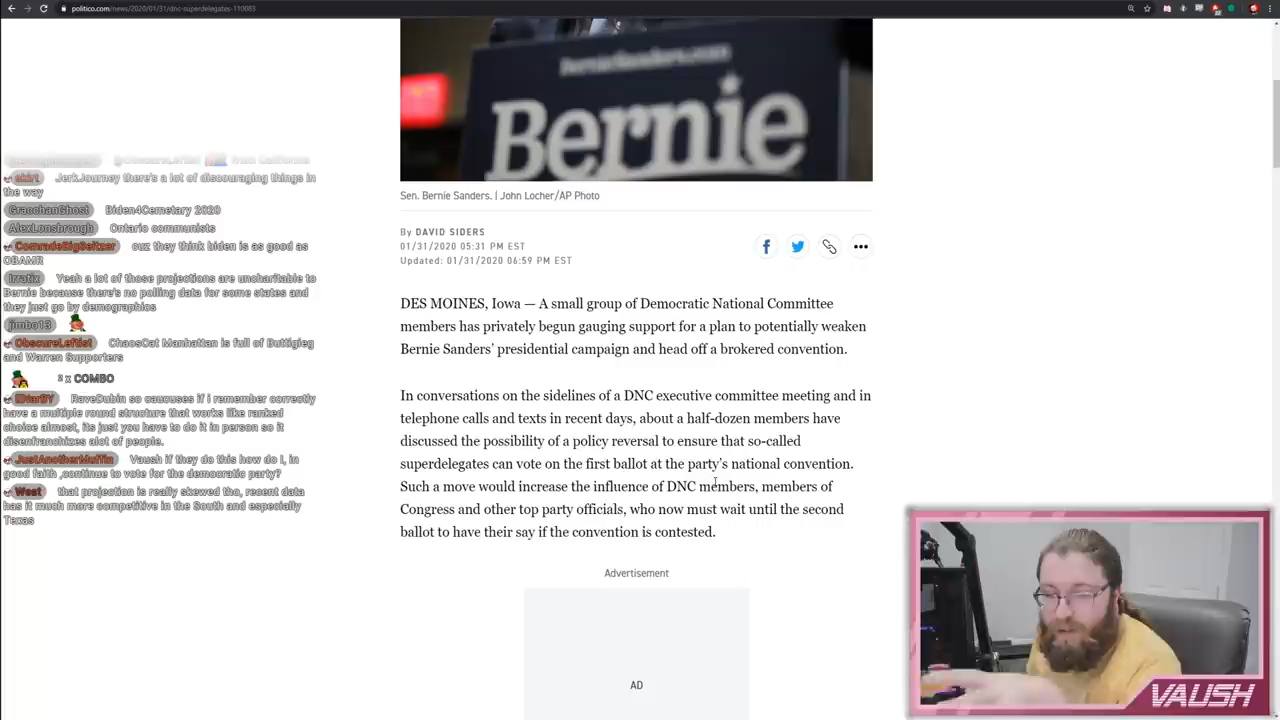 politico.com/news/2020/01/31/dnc-superdelegates-110083
BernieSanders.com
Bernie
skirt JerkJourney there's a lot of discouraging things in
the way
GracchanGhost Biden4Cemetary 2020
AlexLonsbrough Ontario communists
ComradeBigSeltzer cuz they think biden is as good as
OBAMR
Irratix Yeah a lot of those projections are uncharitable to
Bernie because there's no polling data for some states and
they just go by demographics
jimbo13
ObscureLeftist ChaosCat Manhattan is full of Buttigieg
and Warren Supporters
2 x COMBO
RaveDubin so caucuses if i remember correctly
have a multiple round structure that works like ranked
choice almost, its just you have to do it in person so it
disenfranchizes alot of people.
JustAnotherMuffin Vaush if they do this how do I, in
good faith ,continue to vote for the democratic party?
West that projection is really skewed tho, recent data
has it much more competitive in the South and especially
Texas
Sen. Bernie Sanders. | John Locher/AP Photo
By DAVID SIDERS
01/31/2020 05:31 PM EST
Updated: 01/31/2020 06:59 PM EST
DES MOINES, Iowa — A small group of Democratic National Committee
members has privately begun gauging support for a plan to potentially weaken
Bernie Sanders' presidential campaign and head off a brokered convention.
In conversations on the sidelines of a DNC executive committee meeting and in
telephone calls and texts in recent days, about a half-dozen members have
discussed the possibility of a policy reversal to ensure that so-called
superdelegates can vote on the first ballot at the party's national convention.
Such a move would increase the influence of DNC members, members of
Congress and other top party officials, who now must wait until the second
ballot to have their say if the convention is contested.
Advertisement
AD
VAUSH